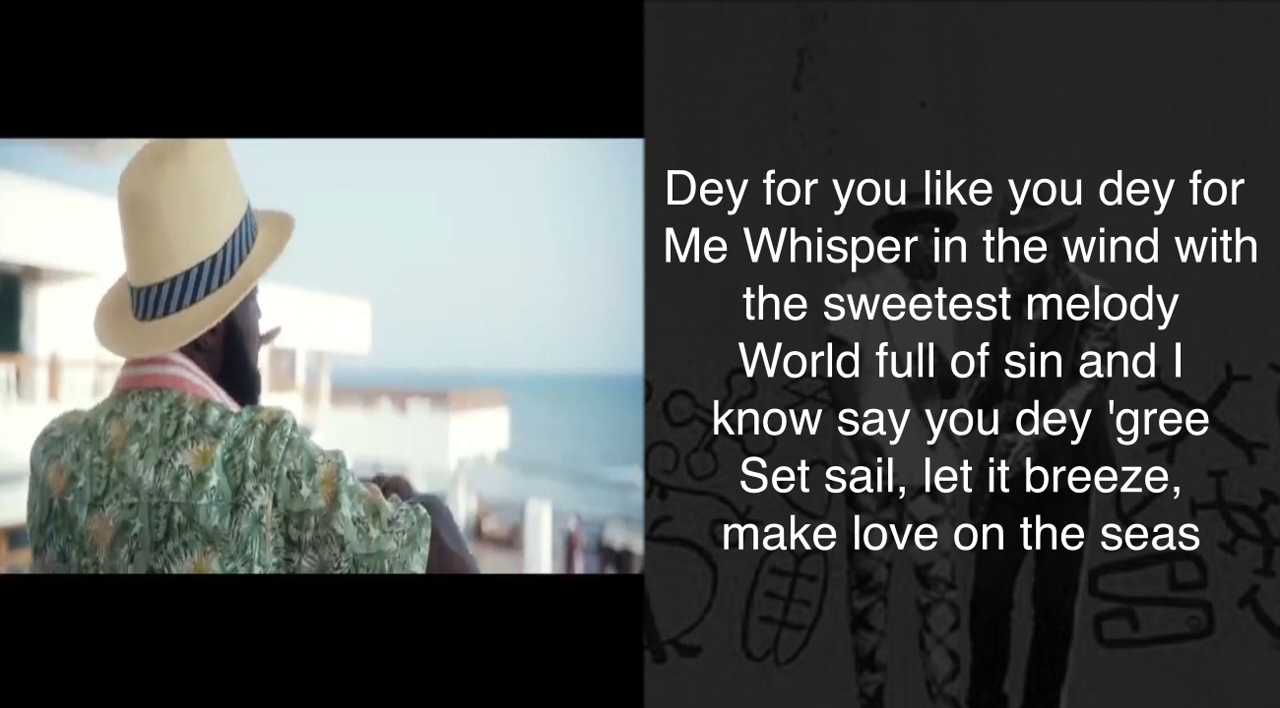 Dey for you like you dey for
Me Whisper in the wind with
the sweetest melody
World full of sin and I
know say you dey 'gree
Set sail, let it breeze,
make love on the seas